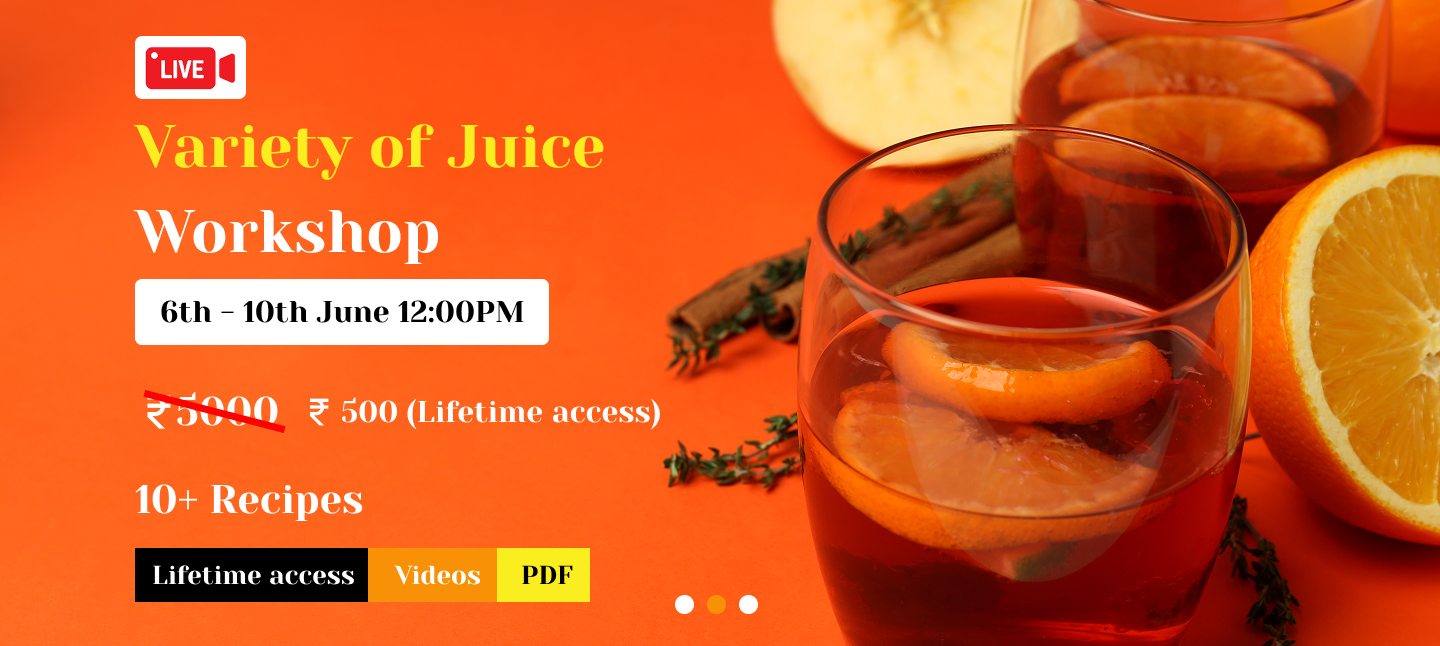 LIVE
Variety of Juice
Workshop
6th - 10th June 12:00PM
₹5000 ₹ 500 (Lifetime access)
10+ Recipes
Lifetime access Videos PDF